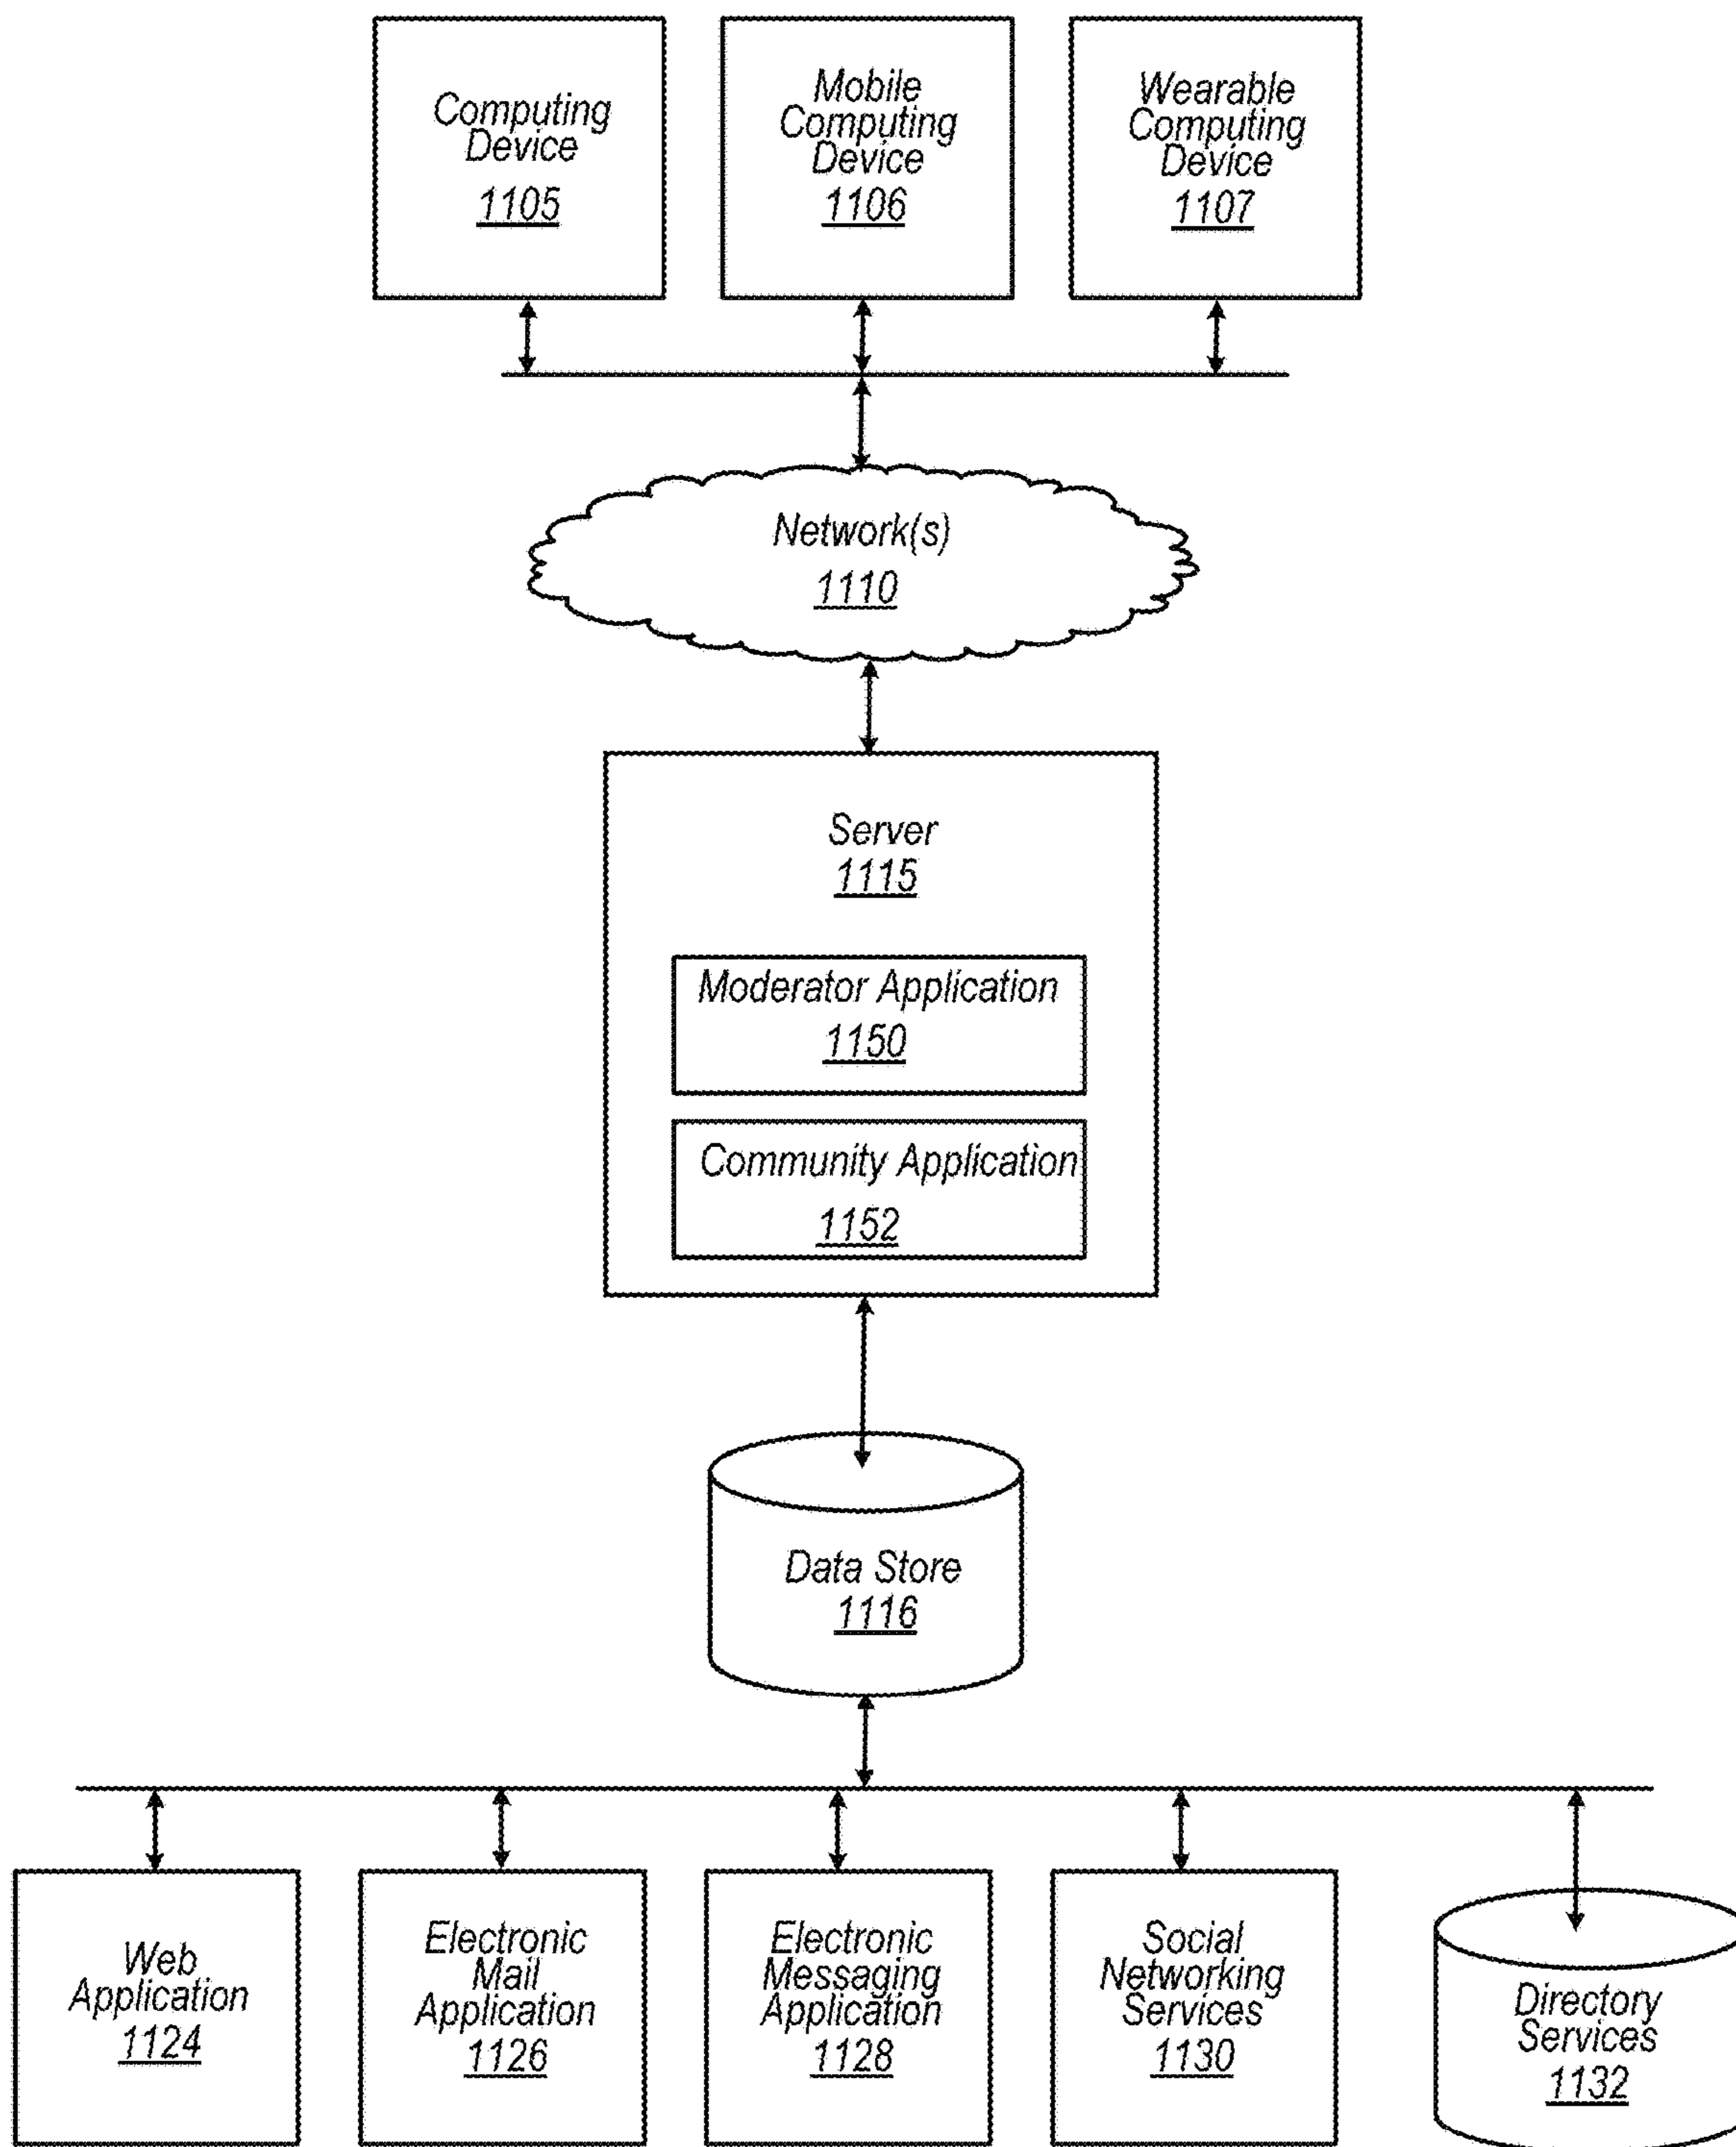 Computing
Device
1105
Mobile
Computing
Device
1106
Wearable
Computing
Device
1107
Network(s)
1110
Server
1115
Moderator Application
1150
Community Application
1152
Data Store
1116
Web
Application
1124
Electronic
Mail
Application
1126
Electronic
Messaging
Application
1128
Social
Networking
Services
1130
Directory
Services
1132